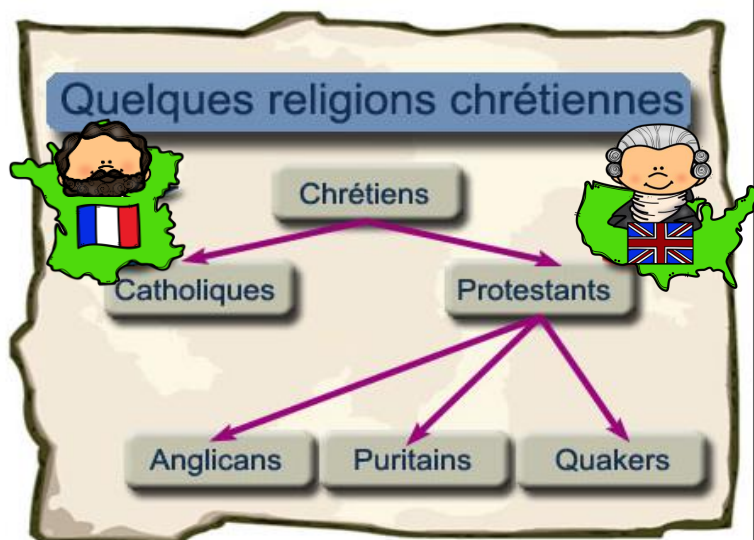 Quelques religions chrétiennes
Chrétiens
Catholiques
Protestants
Anglicans
Puritains
Quakers